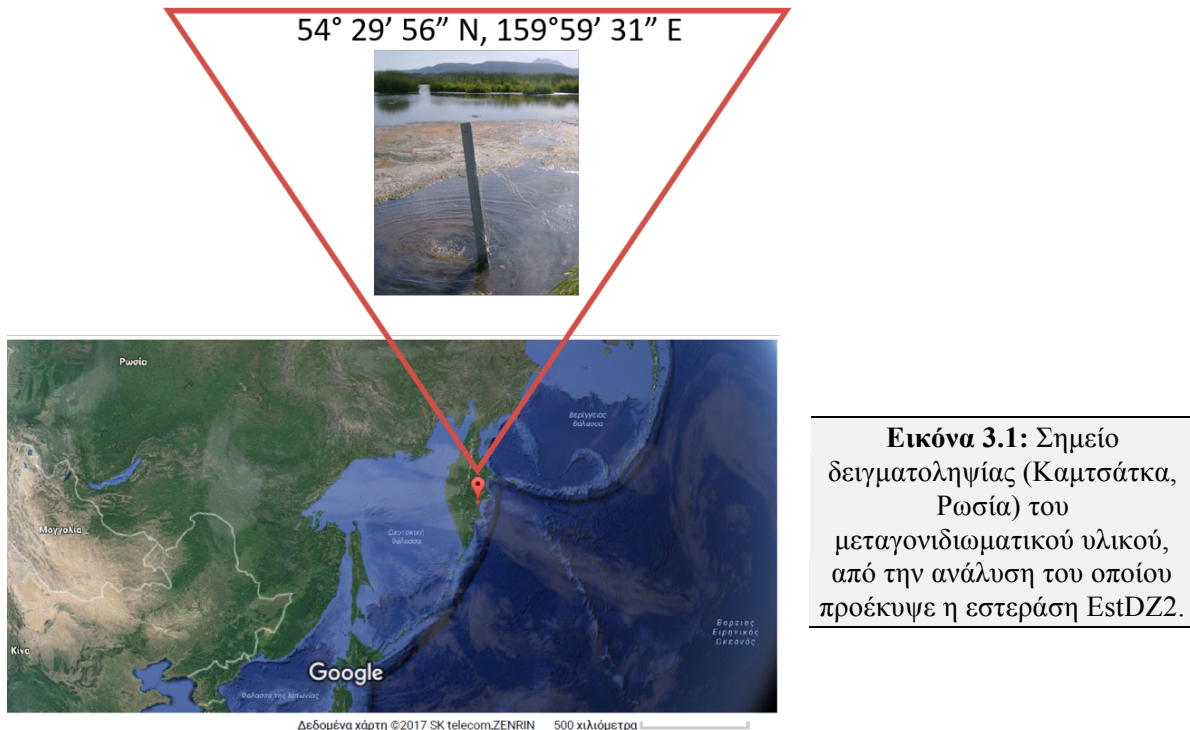 54° 29’ 56” N, 159°59’ 31” E
Ρωσία
Βερίγγειος
θάλασσα
Μογγολία
Οχοτσκική
θάλασσα
Βόρειος
Ειρηνικός
Ωκεανός
Κίνα
Google
Θάλασσα της Ιαπωνίας
Δεδομένα χάρτη ©2017 SK telecom,ZENRIN 500 χιλιόμετρα
Εικόνα 3.1: Σημείο
δειγματοληψίας (Καμτσάτκα,
Ρωσία) του
μεταγονιδιωματικού υλικού,
από την ανάλυση του οποίου
προέκυψε η εστεράση EstDZ2.